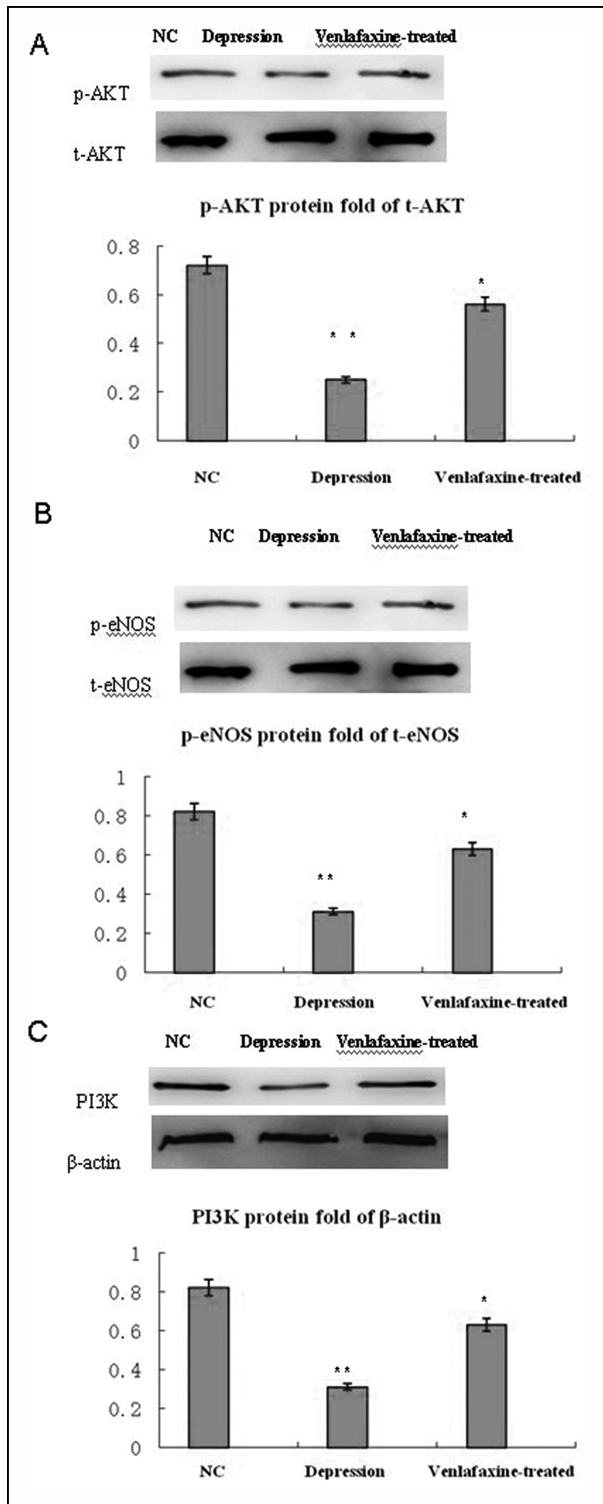 A
NC Depression Venlafaxine-treated
p-AKT
t-AKT
p-AKT protein fold of t-AKT
0.8
0.6
* *
*
0.4
0.2
0
NC Depression Venlafaxine-treated
B
NC Depression Venlafaxine-treated
p-eNOS
t-eNOS
p-eNOS protein fold of t-eNOS
1
0.8
*
0.6
**
0.4
0.2
0
NC Depression Venlafaxine-treated
C
NC Depression Venlafaxine-treated
PI3K
β-actin
PI3K protein fold of β-actin
1
0.8
*
0.6
**
0.4
0.2
0
NC Depression Venlafaxine-treated